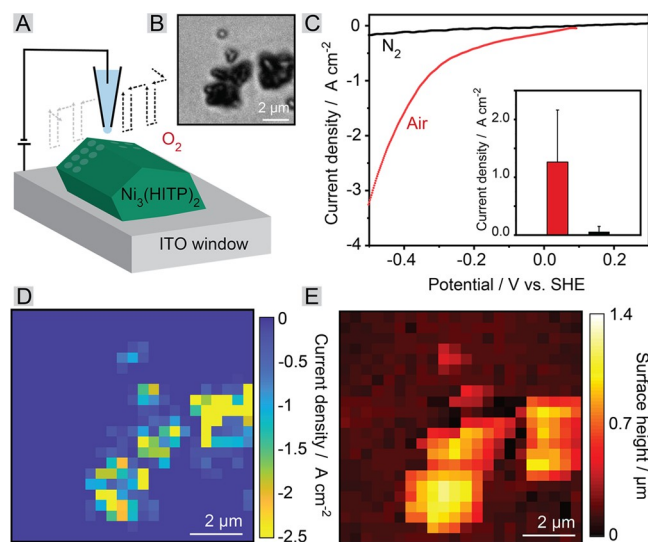 A
O₂
Ni₃(HITP)₂
ITO window
B
2 µm
C
Current density / A cm⁻²
0
-1
-2
-3
-4
N₂
Air
Current density / A cm⁻²
2.0
1.0
0.0
-0.4
-0.2
0.0
0.2
Potential / V vs. SHE
D
2 µm
0
-0.5
-1
-1.5
-2
-2.5
Current density / A cm⁻²
E
2 µm
1.4
0.7
0
Surface height / µm